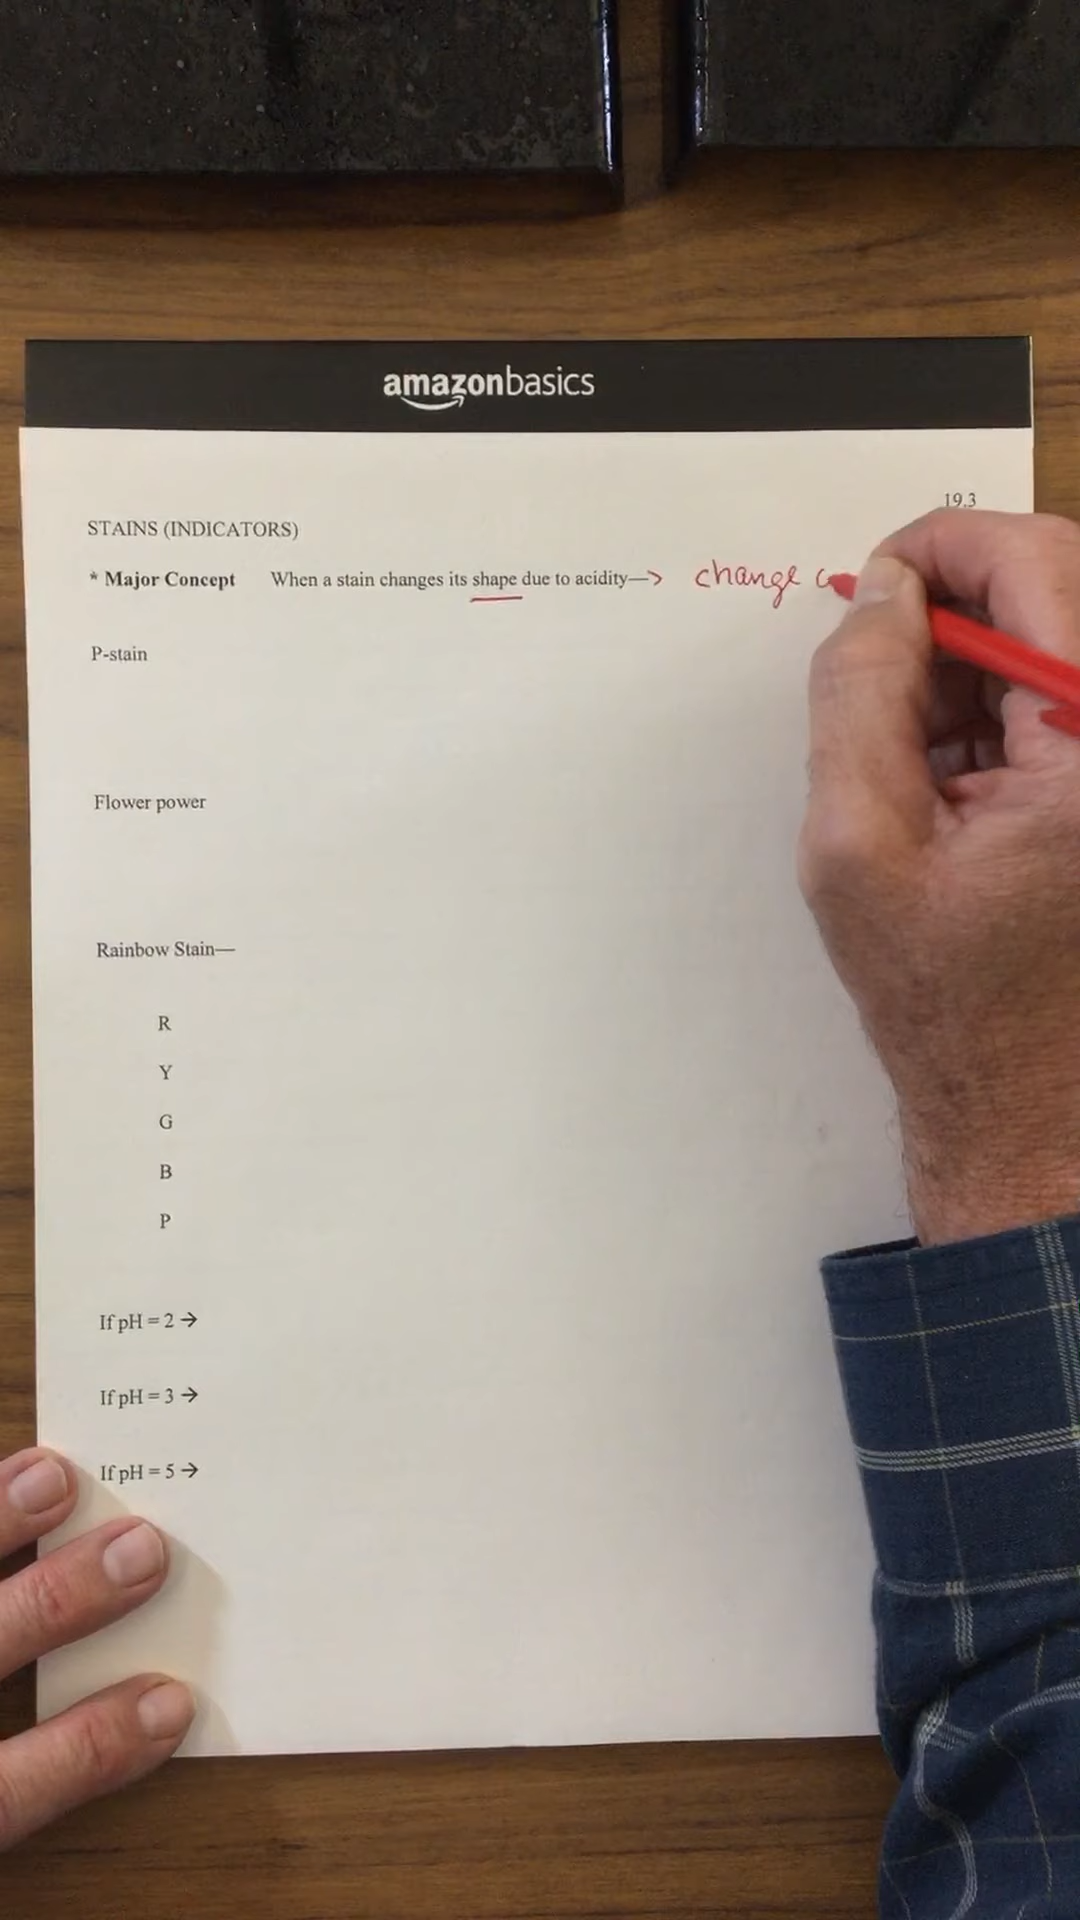 amazonbasics
19.3
STAINS (INDICATORS)
* Major Concept When a stain changes its shape due to acidity—> change
P-stain
Flower power
Rainbow Stain—
R
Y
G
B
P
If pH = 2 →
If pH = 3 →
If pH = 5 →